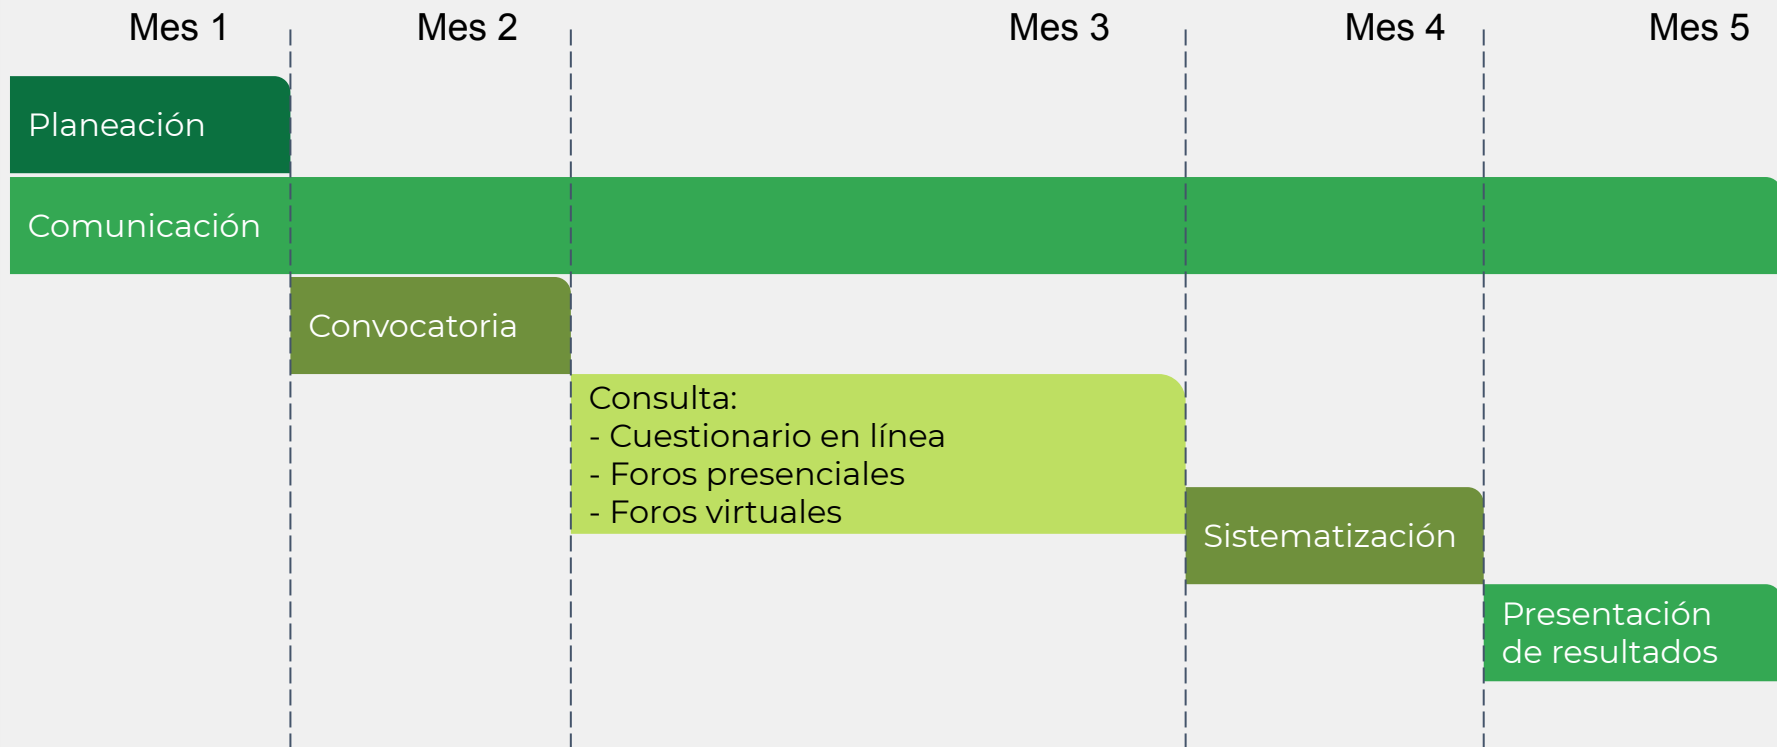 Mes 1
Mes 2
Mes 3
Mes 4
Mes 5
Planeación
Comunicación
Convocatoria
Consulta:
- Cuestionario en línea
- Foros presenciales
- Foros virtuales
Sistematización
Presentación
de resultados